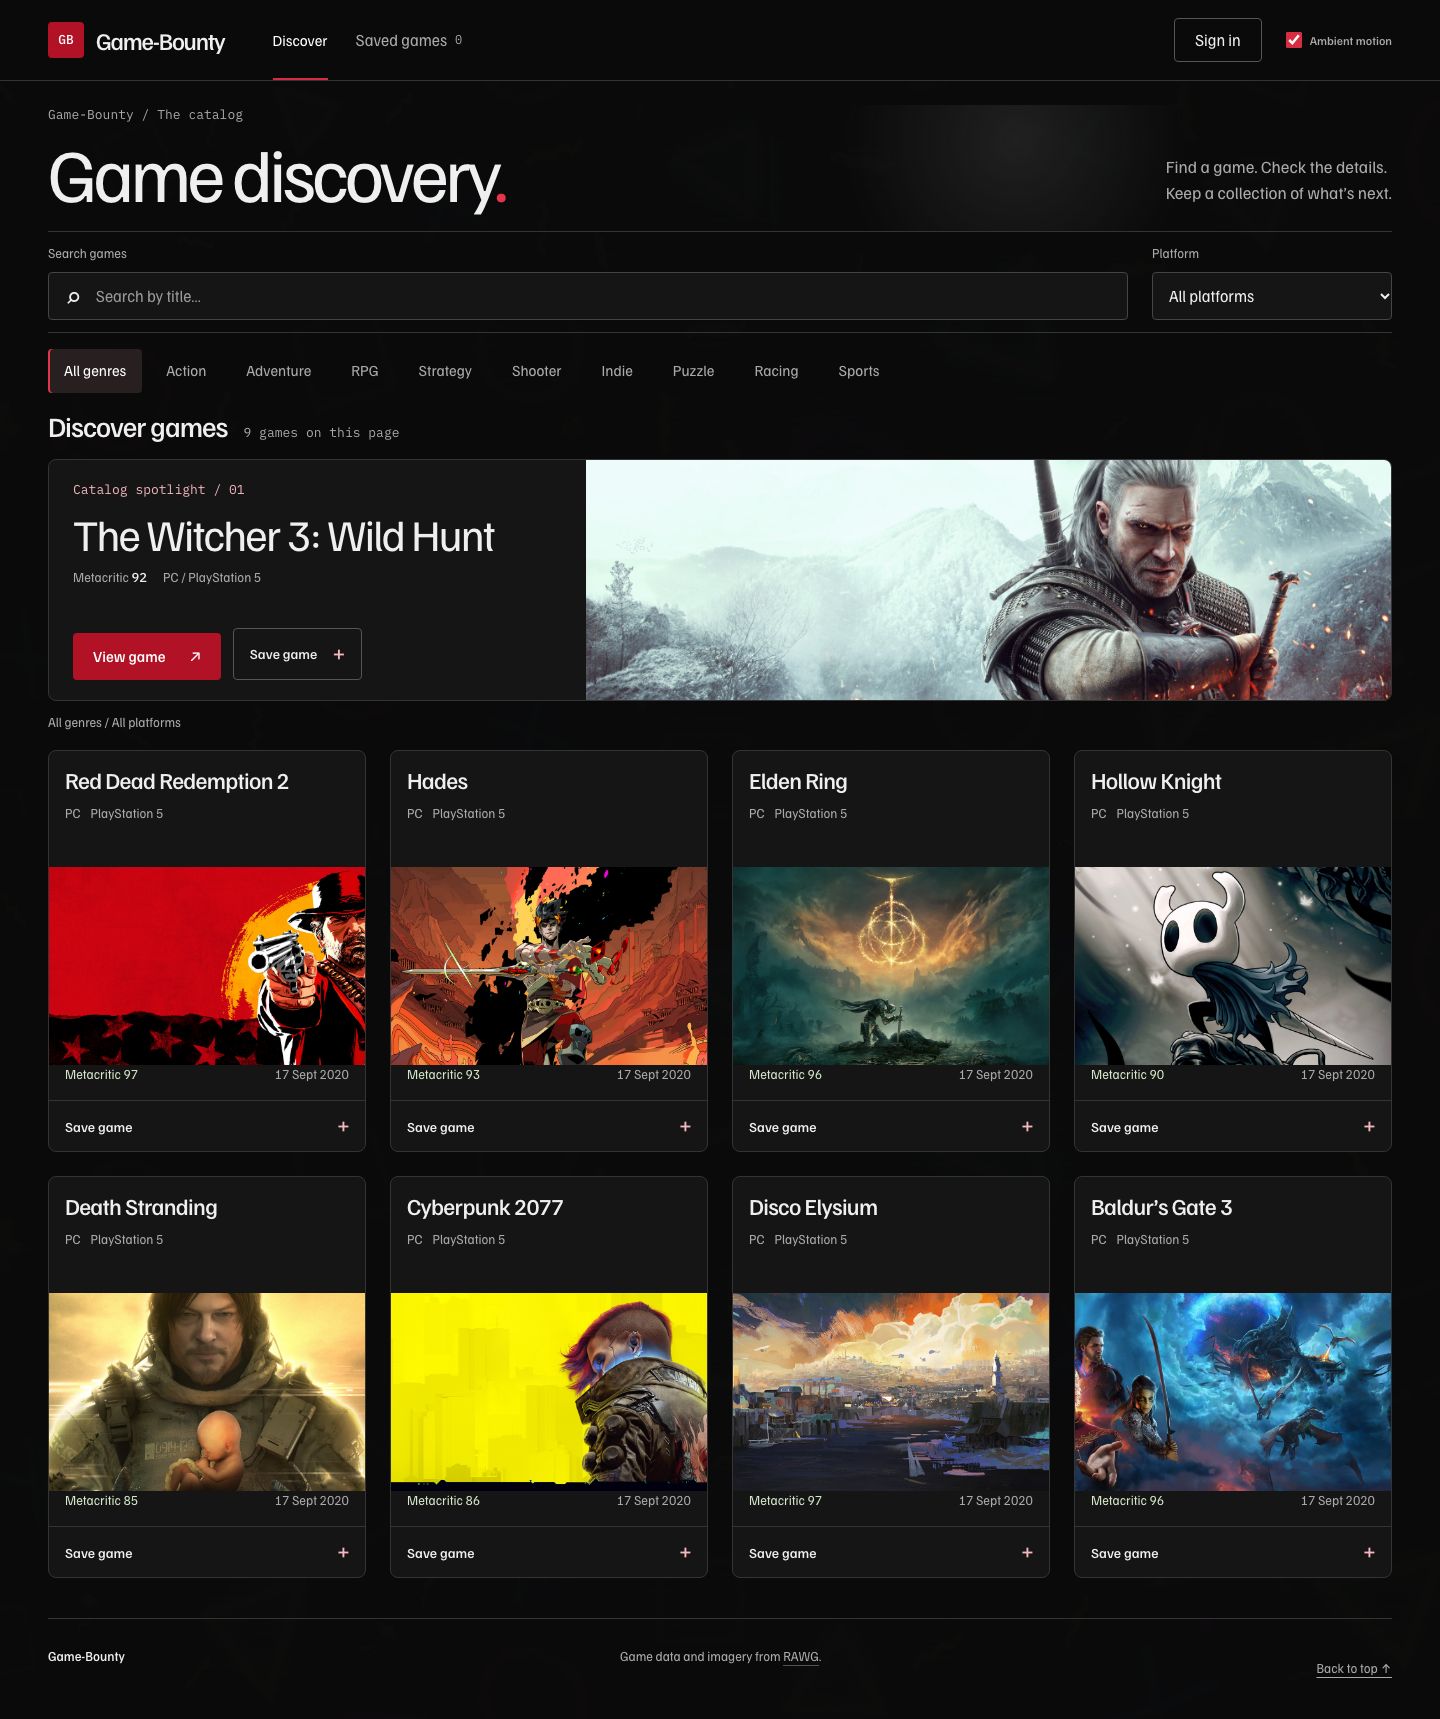 GB
Game-Bounty
Discover
Saved games 0
Sign in
Ambient motion
Game-Bounty / The catalog
Game discovery.
Find a game. Check the details.
Keep a collection of what’s next.
Search games
Platform
Search by title…
All platforms
All genres
Action
Adventure
RPG
Strategy
Shooter
Indie
Puzzle
Racing
Sports
Discover games
9 games on this page
Catalog spotlight / 01
The Witcher 3: Wild Hunt
Metacritic 92
PC / PlayStation 5
View game ↗
Save game +
All genres / All platforms
Red Dead Redemption 2
PC PlayStation 5
Metacritic 97
17 Sept 2020
Save game +
Hades
PC PlayStation 5
Metacritic 93
17 Sept 2020
Save game +
Elden Ring
PC PlayStation 5
Metacritic 96
17 Sept 2020
Save game +
Hollow Knight
PC PlayStation 5
Metacritic 90
17 Sept 2020
Save game +
Death Stranding
PC PlayStation 5
Metacritic 85
17 Sept 2020
Save game +
Cyberpunk 2077
PC PlayStation 5
Metacritic 86
17 Sept 2020
Save game +
Disco Elysium
PC PlayStation 5
Metacritic 97
17 Sept 2020
Save game +
Baldur’s Gate 3
PC PlayStation 5
Metacritic 96
17 Sept 2020
Save game +
Game-Bounty
Game data and imagery from RAWG.
Back to top ↑